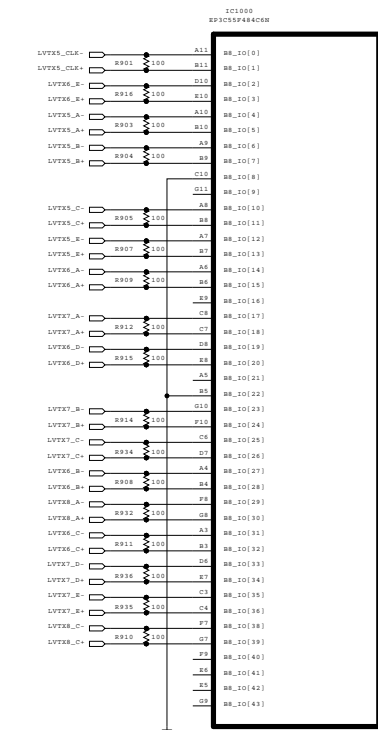 IC1000
EP3C55F484C6N
LVTX5_CLK- A11 B8_IO[0]
R901 100
LVTX5_CLK+ B11 B8_IO[1]
LVTX6_E- D10 B8_IO[2]
R916 100
LVTX6_E+ E10 B8_IO[3]
LVTX5_A- A10 B8_IO[4]
R903 100
LVTX5_A+ B10 B8_IO[5]
LVTX5_B- A9 B8_IO[6]
R904 100
LVTX5_B+ B9 B8_IO[7]
C10 B8_IO[8]
G11 B8_IO[9]
LVTX5_C- A8 B8_IO[10]
R905 100
LVTX5_C+ B8 B8_IO[11]
LVTX5_E- A7 B8_IO[12]
R907 100
LVTX5_E+ B7 B8_IO[13]
LVTX6_A- A6 B8_IO[14]
R909 100
LVTX6_A+ B6 B8_IO[15]
E9 B8_IO[16]
LVTX7_A- C8 B8_IO[17]
R912 100
LVTX7_A+ C7 B8_IO[18]
LVTX6_D- D8 B8_IO[19]
R915 100
LVTX6_D+ E8 B8_IO[20]
A5 B8_IO[21]
B5 B8_IO[22]
LVTX7_B- G10 B8_IO[23]
R914 100
LVTX7_B+ F10 B8_IO[24]
LVTX7_C- C6 B8_IO[25]
R934 100
LVTX7_C+ D7 B8_IO[26]
LVTX6_B- A4 B8_IO[27]
R908 100
LVTX6_B+ B4 B8_IO[28]
LVTX8_A- F8 B8_IO[29]
R932 100
LVTX8_A+ G8 B8_IO[30]
LVTX6_C- A3 B8_IO[31]
R911 100
LVTX6_C+ B3 B8_IO[32]
LVTX7_D- D6 B8_IO[33]
R936 100
LVTX7_D+ E7 B8_IO[34]
LVTX7_E- C3 B8_IO[35]
R935 100
LVTX7_E+ C4 B8_IO[36]
LVTX8_C- F7 B8_IO[38]
R910 100
LVTX8_C+ G7 B8_IO[39]
F9 B8_IO[40]
E6 B8_IO[41]
E5 B8_IO[42]
G9 B8_IO[43]